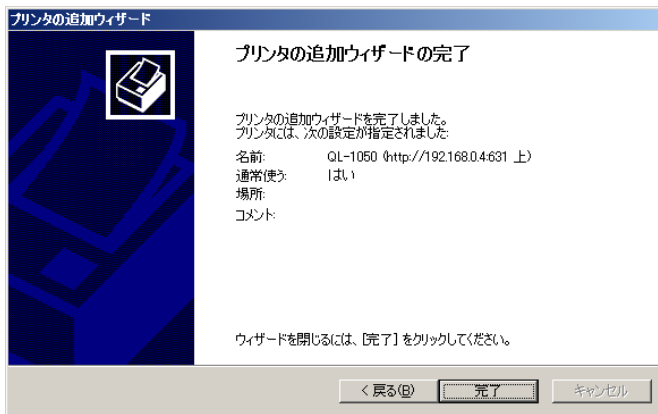 プリンタの追加ウィザード
プリンタの追加ウィザードの完了
プリンタの追加ウィザードを完了しました。
プリンタには、次の設定が指定されました:
名前: QL-1050 (http://192.168.0.4:631 上)
通常使う: はい
場所:
コメント:
ウィザードを閉じるには、[完了] をクリックしてください。
< 戻る(B) 完了 キャンセル